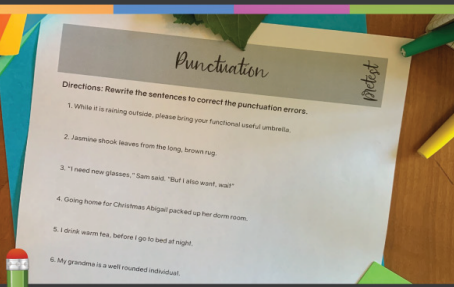 Punctuation
Pretest
Directions: Rewrite the sentences to correct the punctuation errors.
1. While it is raining outside, please bring your functional useful umbrella.
2. Jasmine shook leaves from the long, brown rug.
3. "I need new glasses," Sam said. "But I also want, wait"
4. Going home for Christmas Abigail packed up her dorm room.
5. I drink warm tea, before I go to bed at night.
6. My grandma is a well rounded individual.